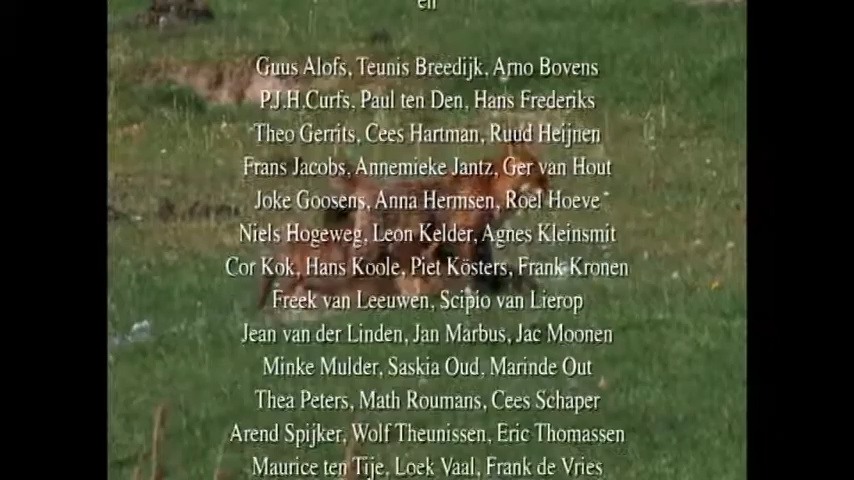 en
Guus Alofs, Teunis Breedijk, Arno Bovens
P.J.H.Curfs, Paul ten Den, Hans Frederiks
Theo Gerrits, Cees Hartman, Ruud Heijnen
Frans Jacobs, Annemieke Jantz, Ger van Hout
Joke Goosens, Anna Hermsen, Roel Hoeve
Niels Hogeweg, Leon Kelder, Agnes Kleinsmit
Cor Kok, Hans Koole, Piet Kösters, Frank Kronen
Freek van Leeuwen, Scipio van Lierop
Jean van der Linden, Jan Marbus, Jac Moonen
Minke Mulder, Saskia Oud, Marinde Out
Thea Peters, Math Roumans, Cees Schaper
Arend Spijker, Wolf Theunissen, Eric Thomassen
Maurice ten Tije, Loek Vaal, Frank de Vries